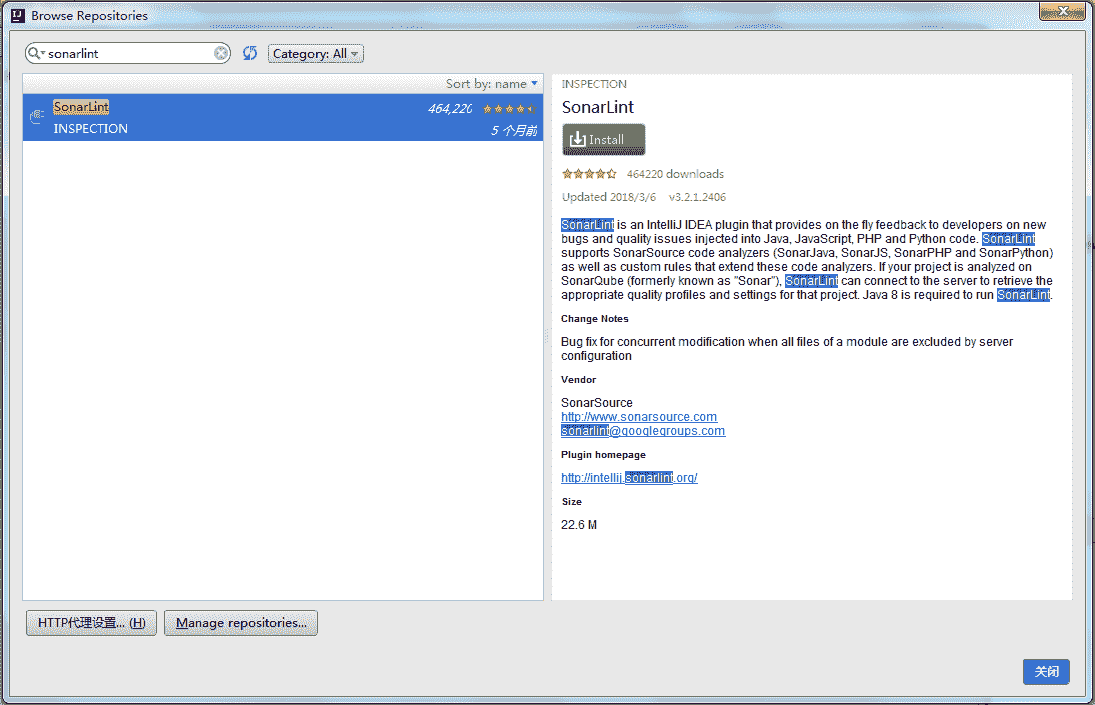 Browse Repositories
sonarlint
Category: All
Sort by: name
SonarLint
464,220
INSPECTION
5 个月前
INSPECTION
SonarLint
Install
464220 downloads
Updated 2018/3/6 v3.2.1.2406
SonarLint is an IntelliJ IDEA plugin that provides on the fly feedback to developers on new
bugs and quality issues injected into Java, JavaScript, PHP and Python code. SonarLint
supports SonarSource code analyzers (SonarJava, SonarJS, SonarPHP and SonarPython)
as well as custom rules that extend these code analyzers. If your project is analyzed on
SonarQube (formerly known as "Sonar"), SonarLint can connect to the server to retrieve the
appropriate quality profiles and settings for that project. Java 8 is required to run SonarLint.
Change Notes
Bug fix for concurrent modification when all files of a module are excluded by server
configuration
Vendor
SonarSource
http://www.sonarsource.com
sonarlint@googlegroups.com
Plugin homepage
http://intellij.sonarlint.org/
Size
22.6 M
HTTP代理设置... (H)
Manage repositories...
关闭